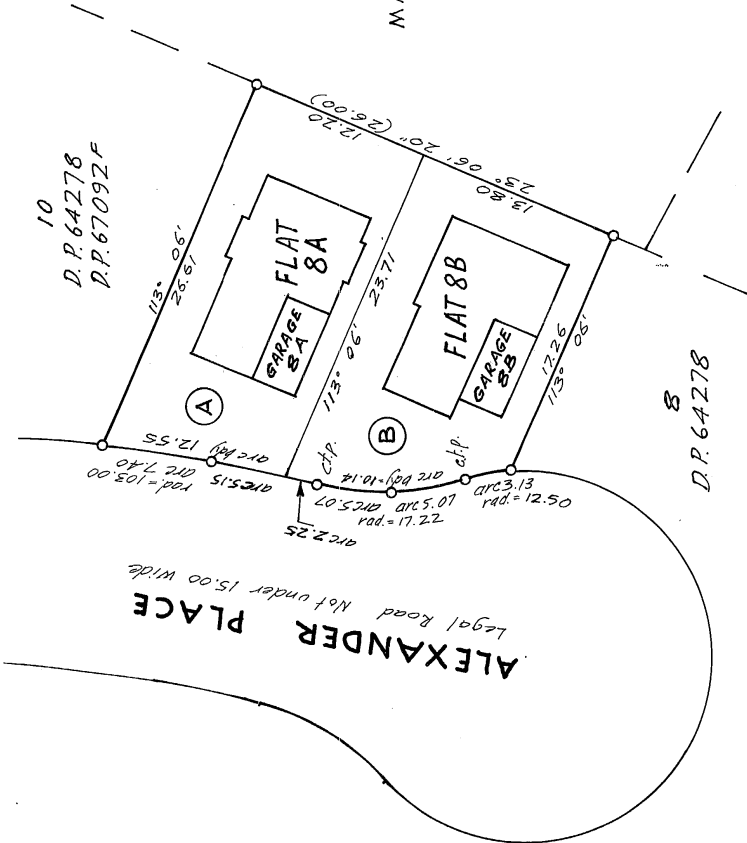 M
10
D.P. 64278
D.P. 67092F
113° 06'
26.61
12.20
(26.00)
23° 06' 20"
13.80
FLAT
8A
GARAGE
8A
A
113° 06' 23.71
FLAT 8B
GARAGE
8B
B
17.26
113° 06'
8
D.P. 64278
rad=103.00
arc 7.40
arc bdy 12.55
arc 5.15
arc 2.25
c.t.p.
arc 5.07
arc bdy=10.14
arc 5.07
rad.=17.22
c.t.p.
arc 3.13
rad.=12.50
Legal Road Not under 15.00 wide
ALEXANDER PLACE